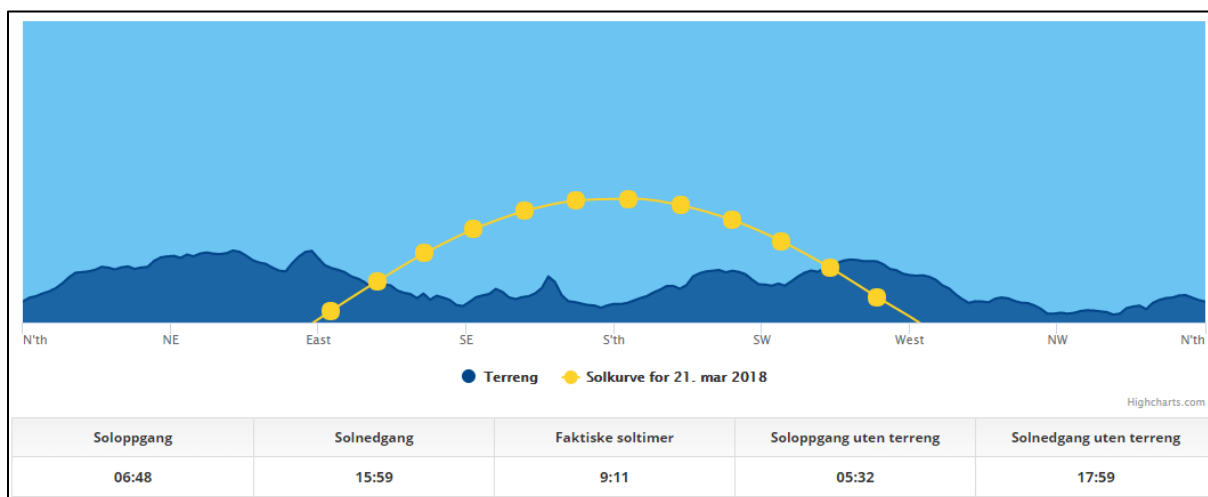 N'th NE East SE S'th SW West NW N'th
Terreng Solkurve for 21. mar 2018
Highcharts.com
Soloppgang Solnedgang Faktiske soltimer Soloppgang uten terreng Solnedgang uten terreng
06:48 15:59 9:11 05:32 17:59